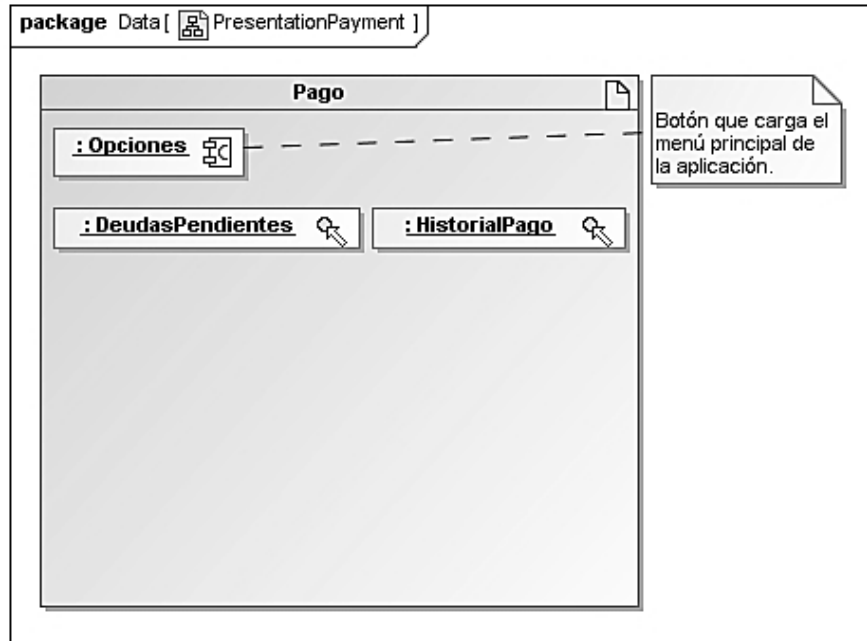 package Data [ PresentationPayment ]
Pago
: Opciones
Botón que carga el
menú principal de
la aplicación.
: DeudasPendientes
: HistorialPago